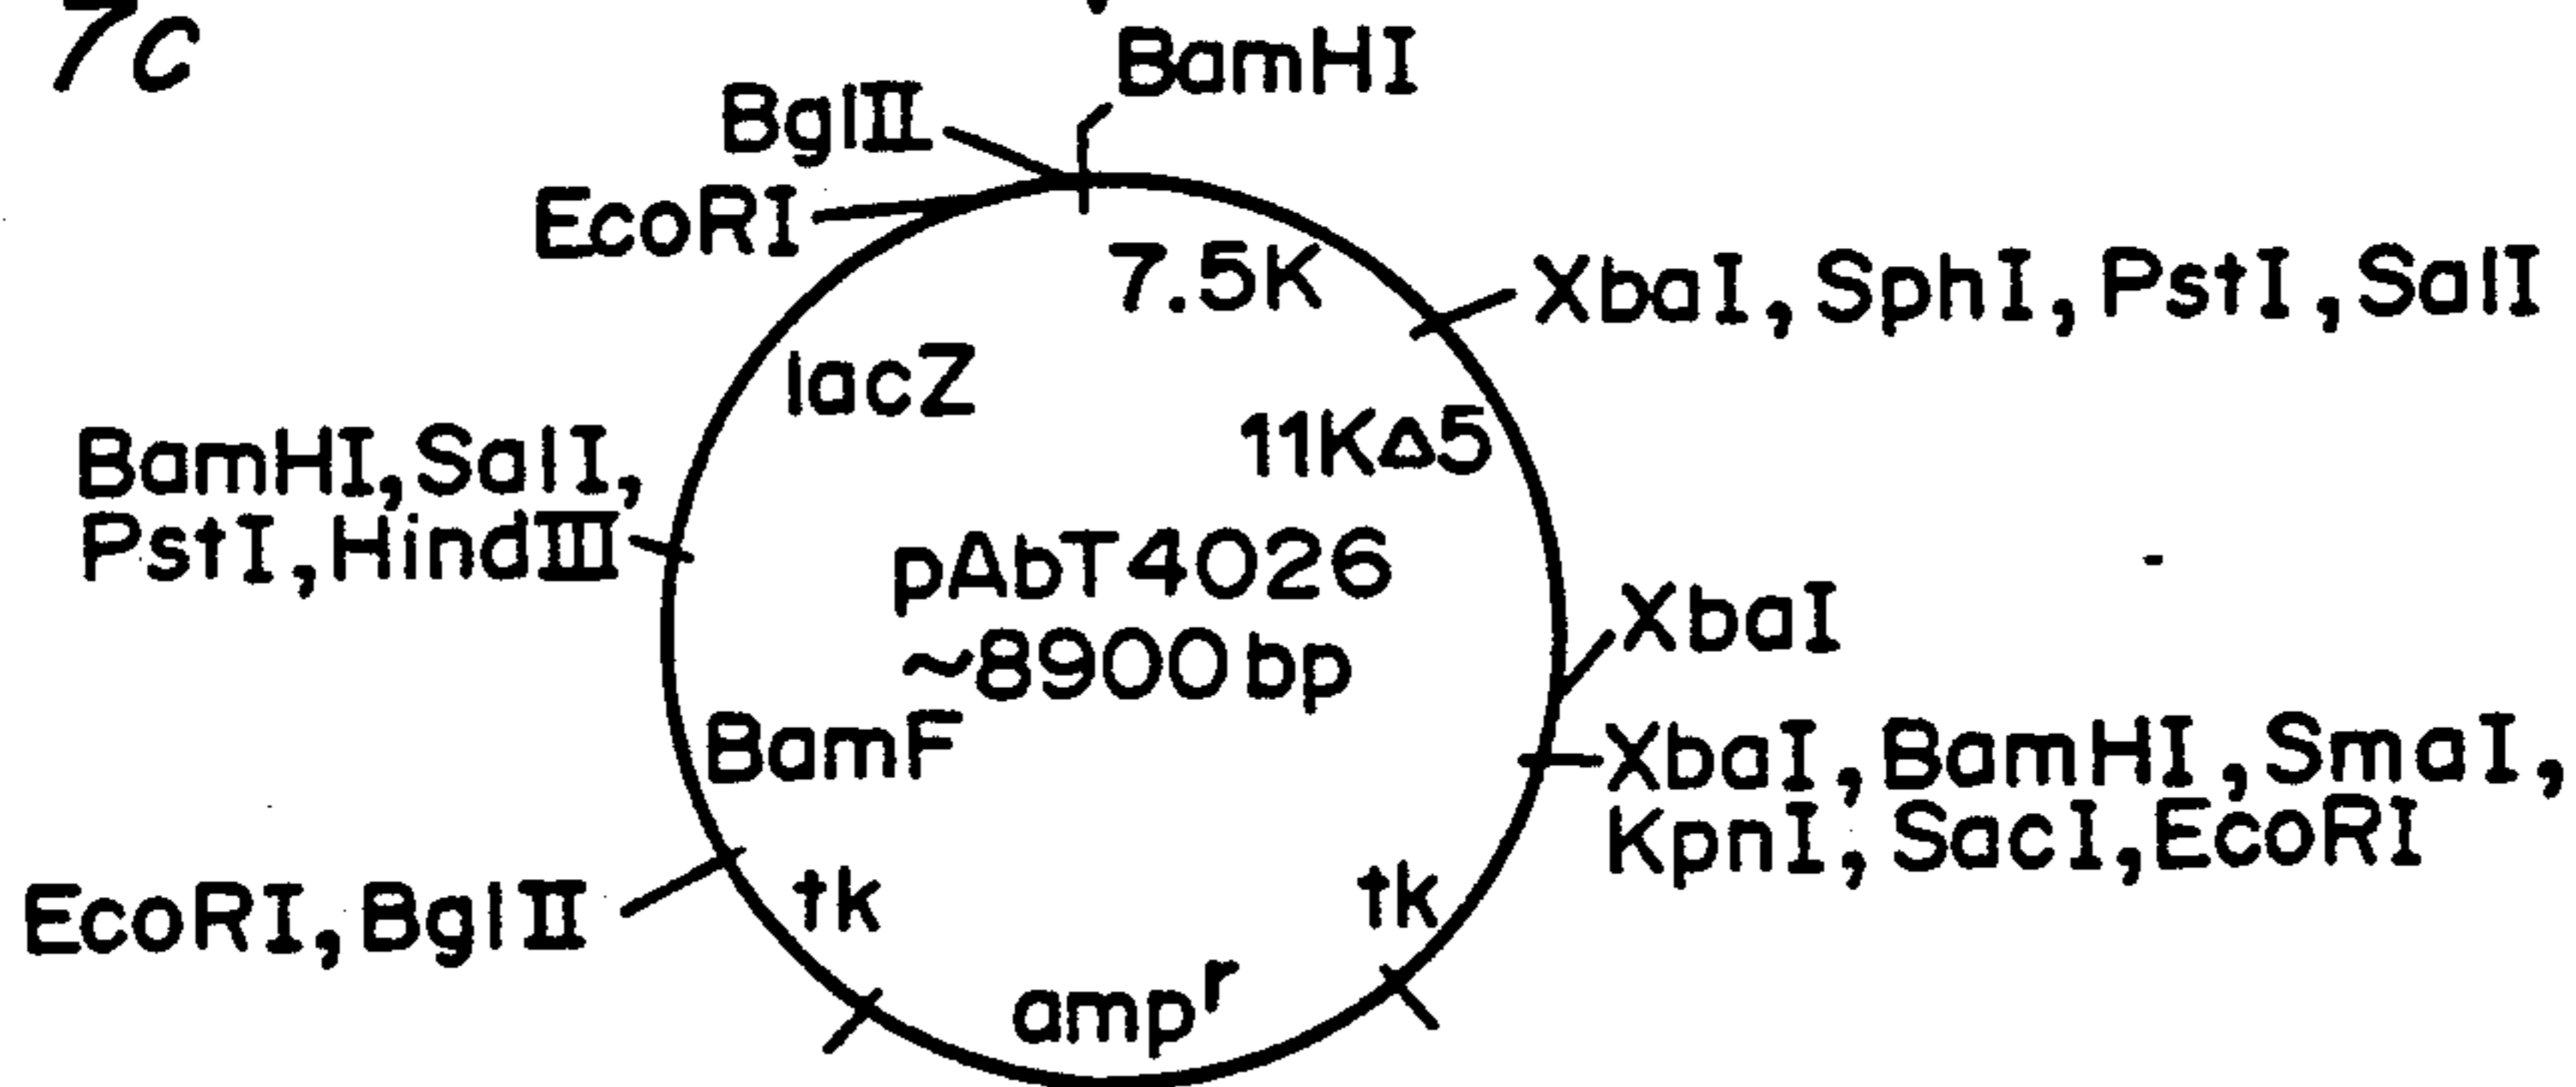 7c
BamHI
BglII
EcoRI
7.5K
XbaI, SphI, PstI, SalI
lacZ
11KΔ5
BamHI, SalI,
PstI, HindIII
pAbT4026
~8900 bp
XbaI
BamF
XbaI, BamHI, SmaI,
KpnI, SacI, EcoRI
EcoRI, BglII
tk
tk
ampʳ